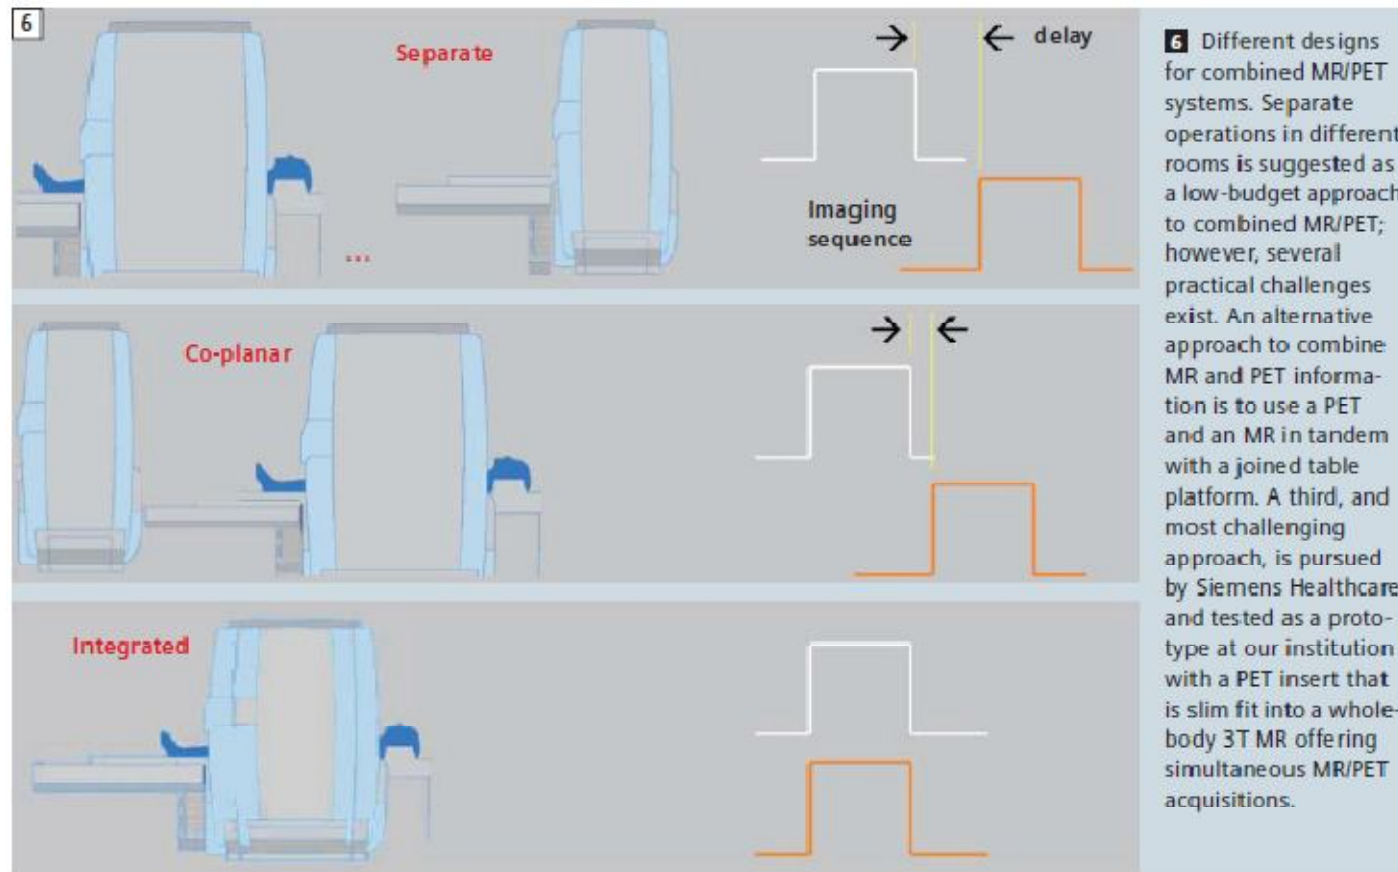 6
Separate
delay
Imaging
sequence
...
Co-planar
Integrated
6 Different designs
for combined MR/PET
systems. Separate
operations in different
rooms is suggested as
a low-budget approach
to combined MR/PET;
however, several
practical challenges
exist. An alternative
approach to combine
MR and PET informa-
tion is to use a PET
and an MR in tandem
with a joined table
platform. A third, and
most challenging
approach, is pursued
by Siemens Healthcare
and tested as a proto-
type at our institution
with a PET insert that
is slim fit into a whole-
body 3T MR offering
simultaneous MR/PET
acquisitions.